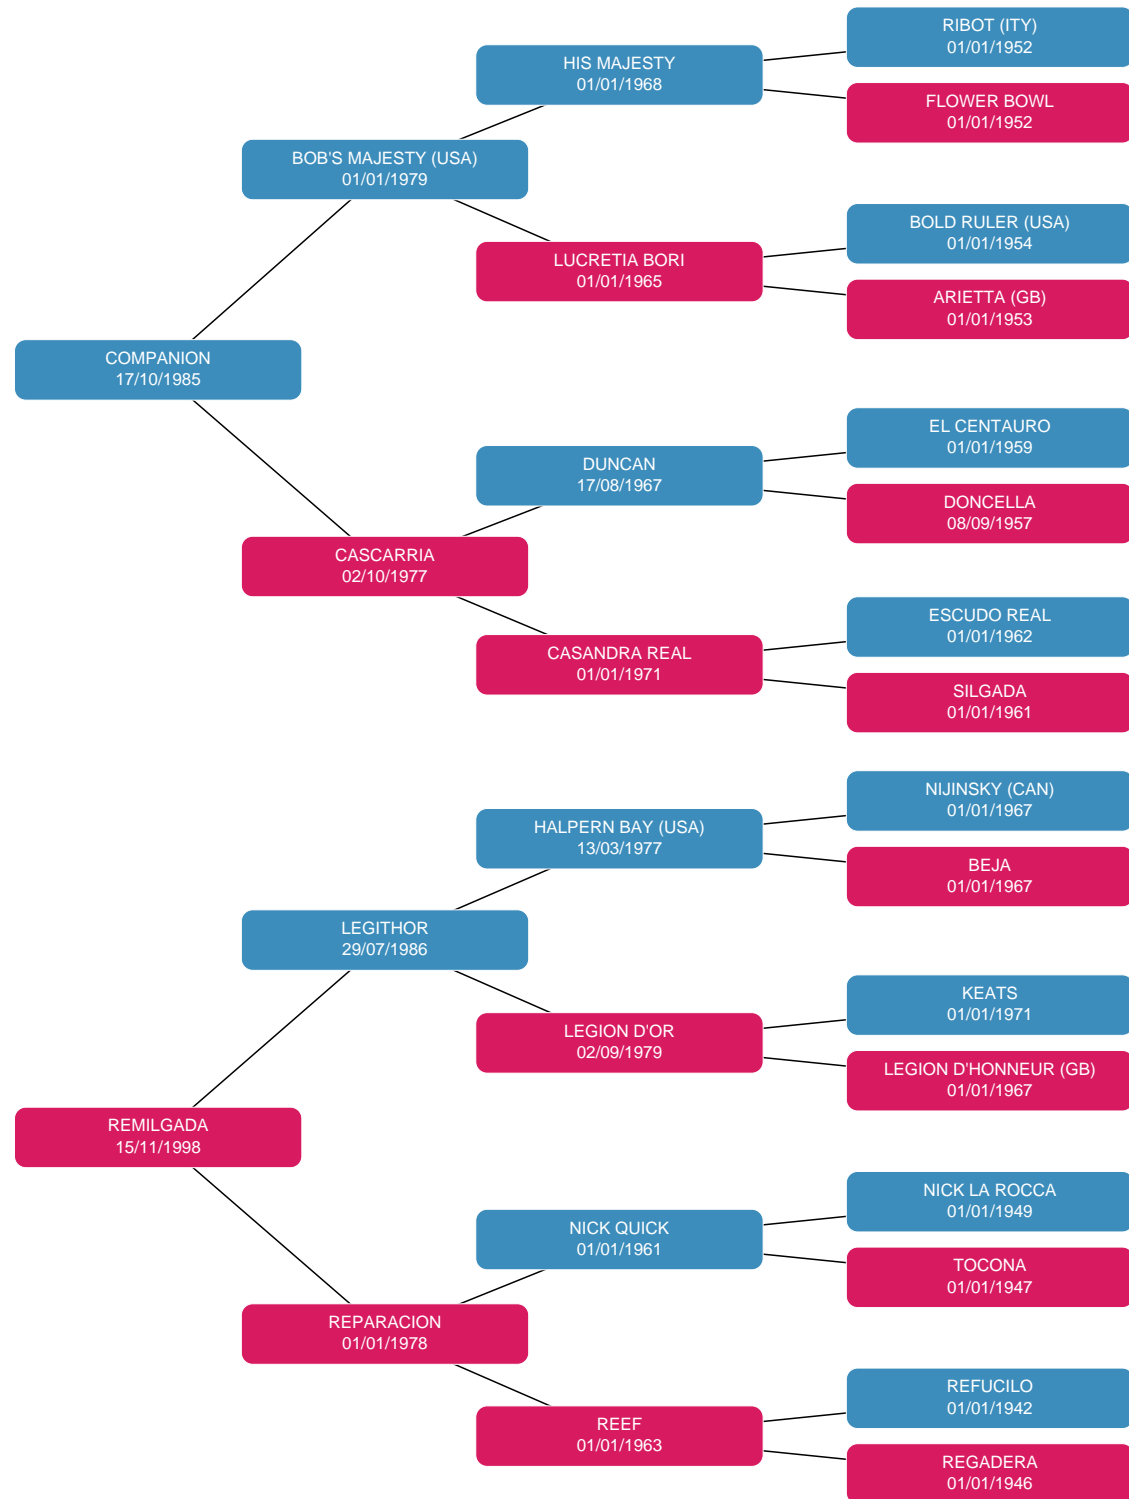 RIBOT (ITY)
01/01/1952
HIS MAJESTY
01/01/1968
FLOWER BOWL
01/01/1952
BOB'S MAJESTY (USA)
01/01/1979
BOLD RULER (USA)
01/01/1954
LUCRETIA BORI
01/01/1965
ARIETTA (GB)
01/01/1953
COMPANION
17/10/1985
EL CENTAURO
01/01/1959
DUNCAN
17/08/1967
DONCELLA
08/09/1957
CASCARRIA
02/10/1977
ESCUDO REAL
01/01/1962
CASANDRA REAL
01/01/1971
SILGADA
01/01/1961
NIJINSKY (CAN)
01/01/1967
HALPERN BAY (USA)
13/03/1977
BEJA
01/01/1967
LEGITHOR
29/07/1986
KEATS
01/01/1971
LEGION D'OR
02/09/1979
LEGION D'HONNEUR (GB)
01/01/1967
REMILGADA
15/11/1998
NICK LA ROCCA
01/01/1949
NICK QUICK
01/01/1961
TOCONA
01/01/1947
REPARACION
01/01/1978
REFUCILO
01/01/1942
REEF
01/01/1963
REGADERA
01/01/1946